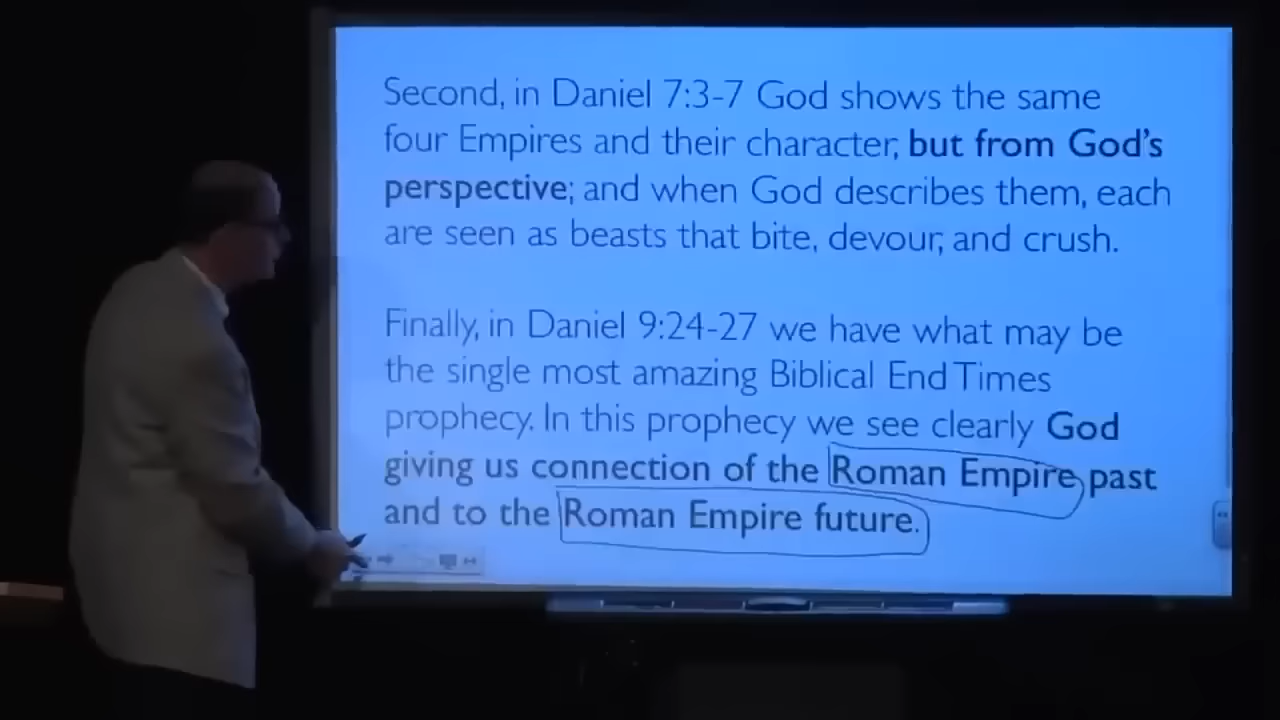 Second, in Daniel 7:3-7 God shows the same
four Empires and their character, but from God's
perspective; and when God describes them, each
are seen as beasts that bite, devour, and crush.
Finally, in Daniel 9:24-27 we have what may be
the single most amazing Biblical End Times
prophecy. In this prophecy we see clearly God
giving us connection of the Roman Empire past
and to the Roman Empire future.